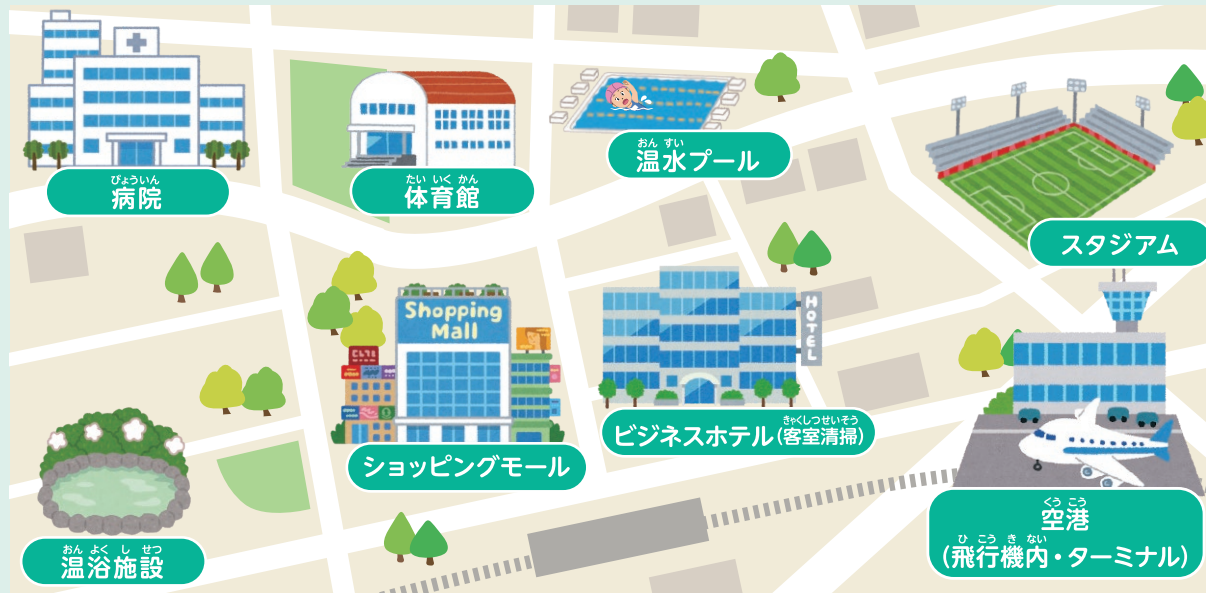 びょういん
病院
たいいくかん
体育館
おんすい
温水プール
スタジアム
Shopping
Mall
ショッピングモール
HOTEL
きゃくしつせいそう
ビジネスホテル(客室清掃)
おんよくしせつ
温浴施設
くうこう
空港
ひこうきない
(飛行機内・ターミナル)